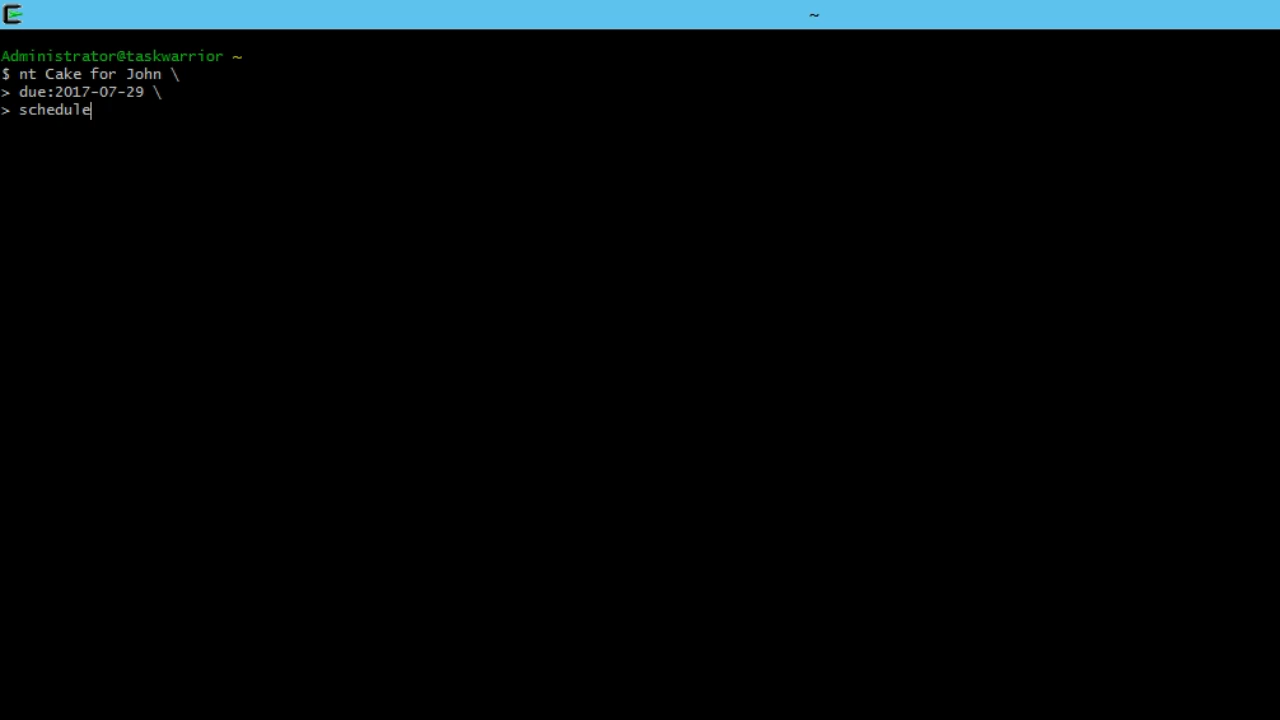 ~
Administrator@taskwarrior ~
$ nt Cake for John \
> due:2017-07-29 \
> schedule